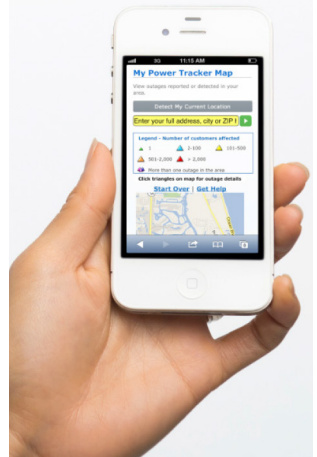 3G 11:15 AM
My Power Tracker Map
View outages reported or detected in your
area.
Detect My Current Location
Enter your full address, city or ZIP
Legend - Number of customers affected
1 2-100 101-500
501-2,000 > 2,000
More than one outage in the area
Click triangles on map for outage details
Start Over | Get Help